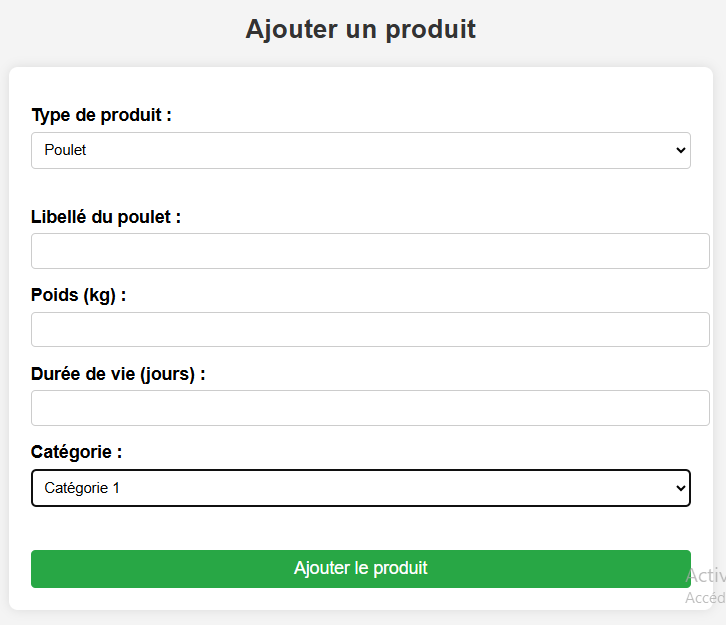 Ajouter un produit
Type de produit :
Poulet
Libellé du poulet :
Poids (kg) :
Durée de vie (jours) :
Catégorie :
Catégorie 1
Ajouter le produit